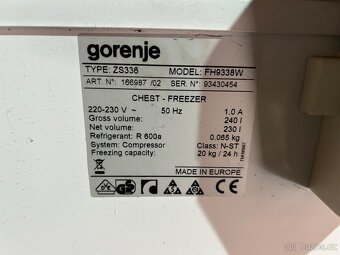 gorenje
TYPE: ZS336 MODEL: FH9338W
ART. N°: 166987 /02 SER. N°: 93430454
CHEST - FREEZER
220-230 V ~ 50 Hz 1.0 A
Gross volume: 240 l
Net volume: 230 l
Refrigerant: R 600a 0.065 kg
System: Compressor Class: N-ST
Freezing capacity: 20 kg / 24 h
MADE IN EUROPE